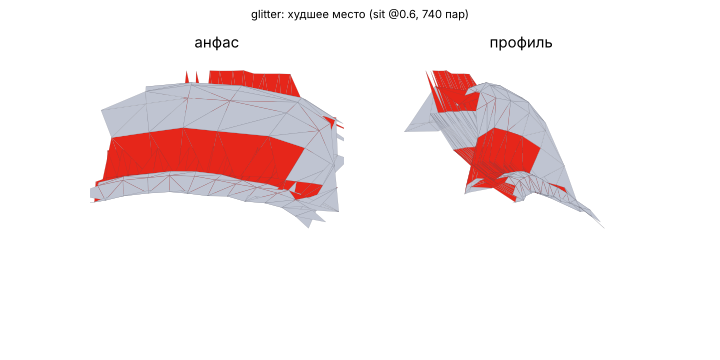 glitter: худшее место (sit @0.6, 740 пар)
анфас
профиль